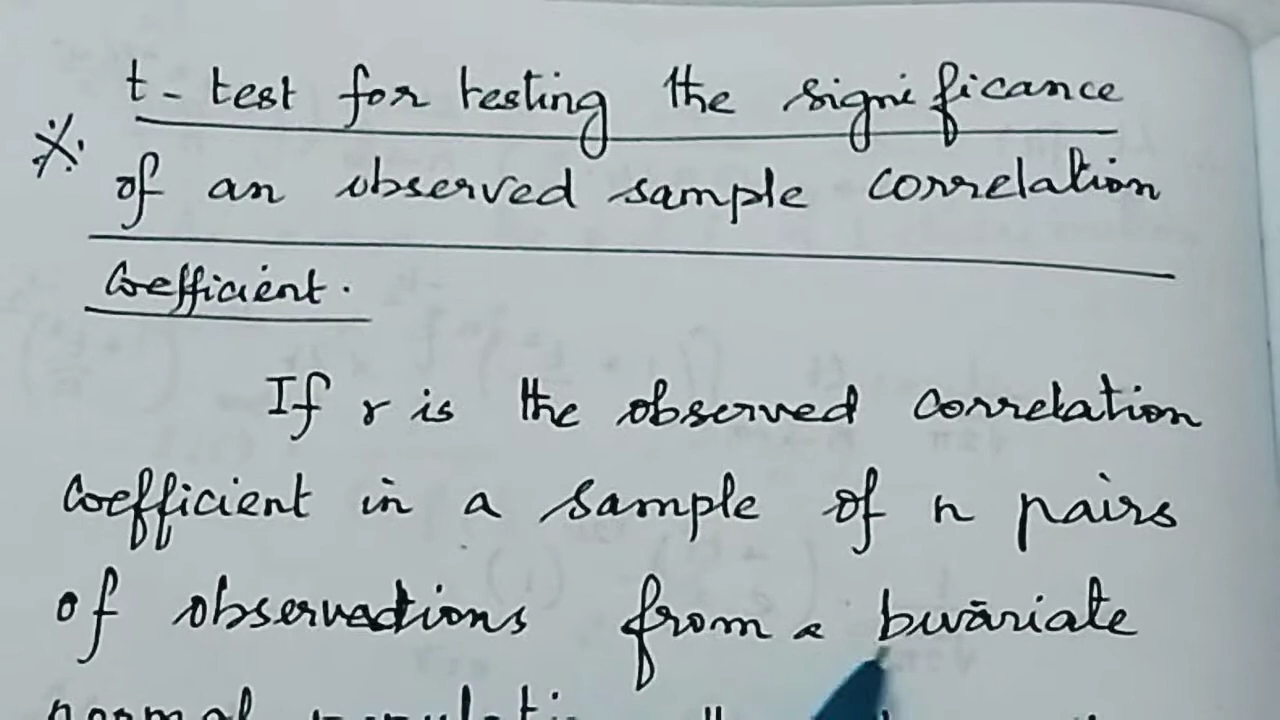 t - test for testing the significance
of an observed sample correlation
Coefficient.
If r is the observed correlation
Coefficient in a sample of n pairs
of observations from a bivariate
normal